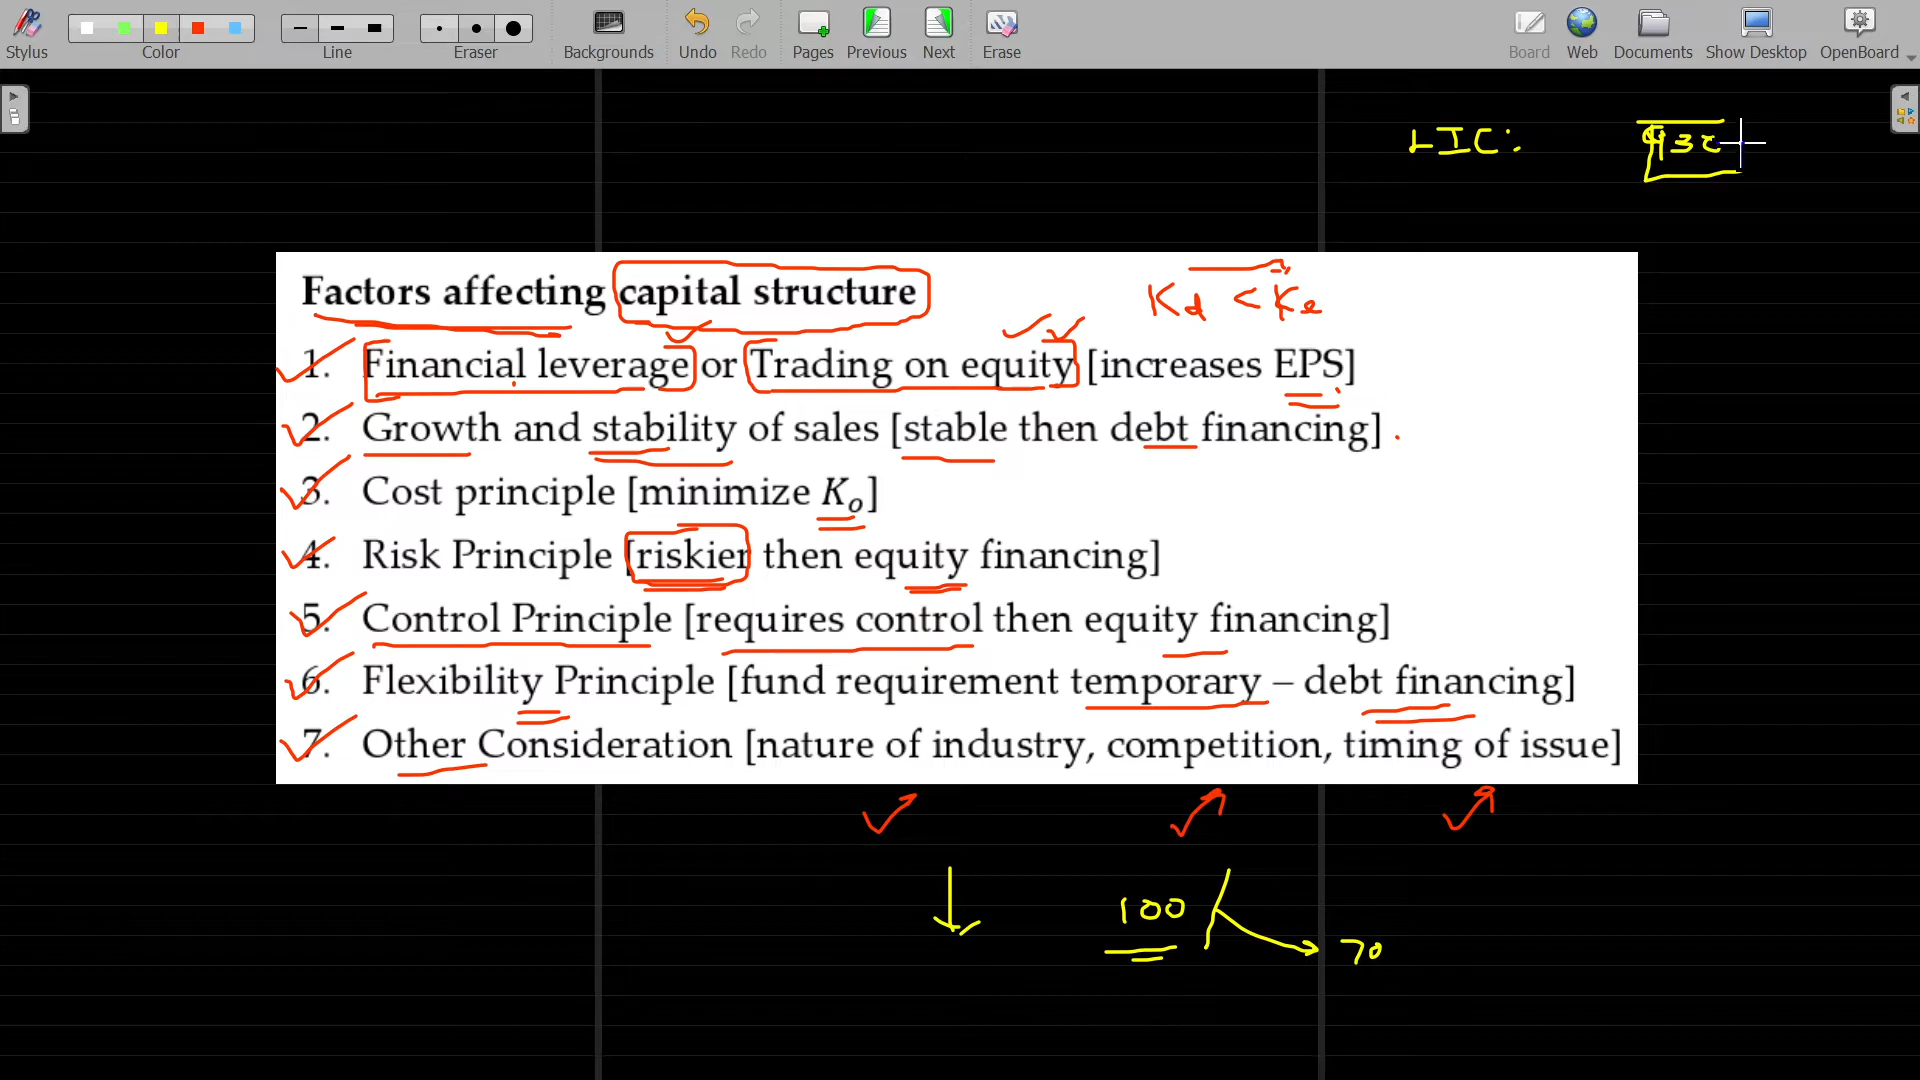 Stylus
Color
Line
Eraser
Backgrounds
Undo
Redo
Pages
Previous
Next
Erase
Board
Web
Documents
Show Desktop
OpenBoard
LIC:
Factors affecting capital structure
Kd < Ke
1. Financial leverage or Trading on equity [increases EPS]
2. Growth and stability of sales [stable then debt financing]
3. Cost principle [minimize Ko]
4. Risk Principle [riskier then equity financing]
5. Control Principle [requires control then equity financing]
6. Flexibility Principle [fund requirement temporary – debt financing]
7. Other Consideration [nature of industry, competition, timing of issue]
100
70